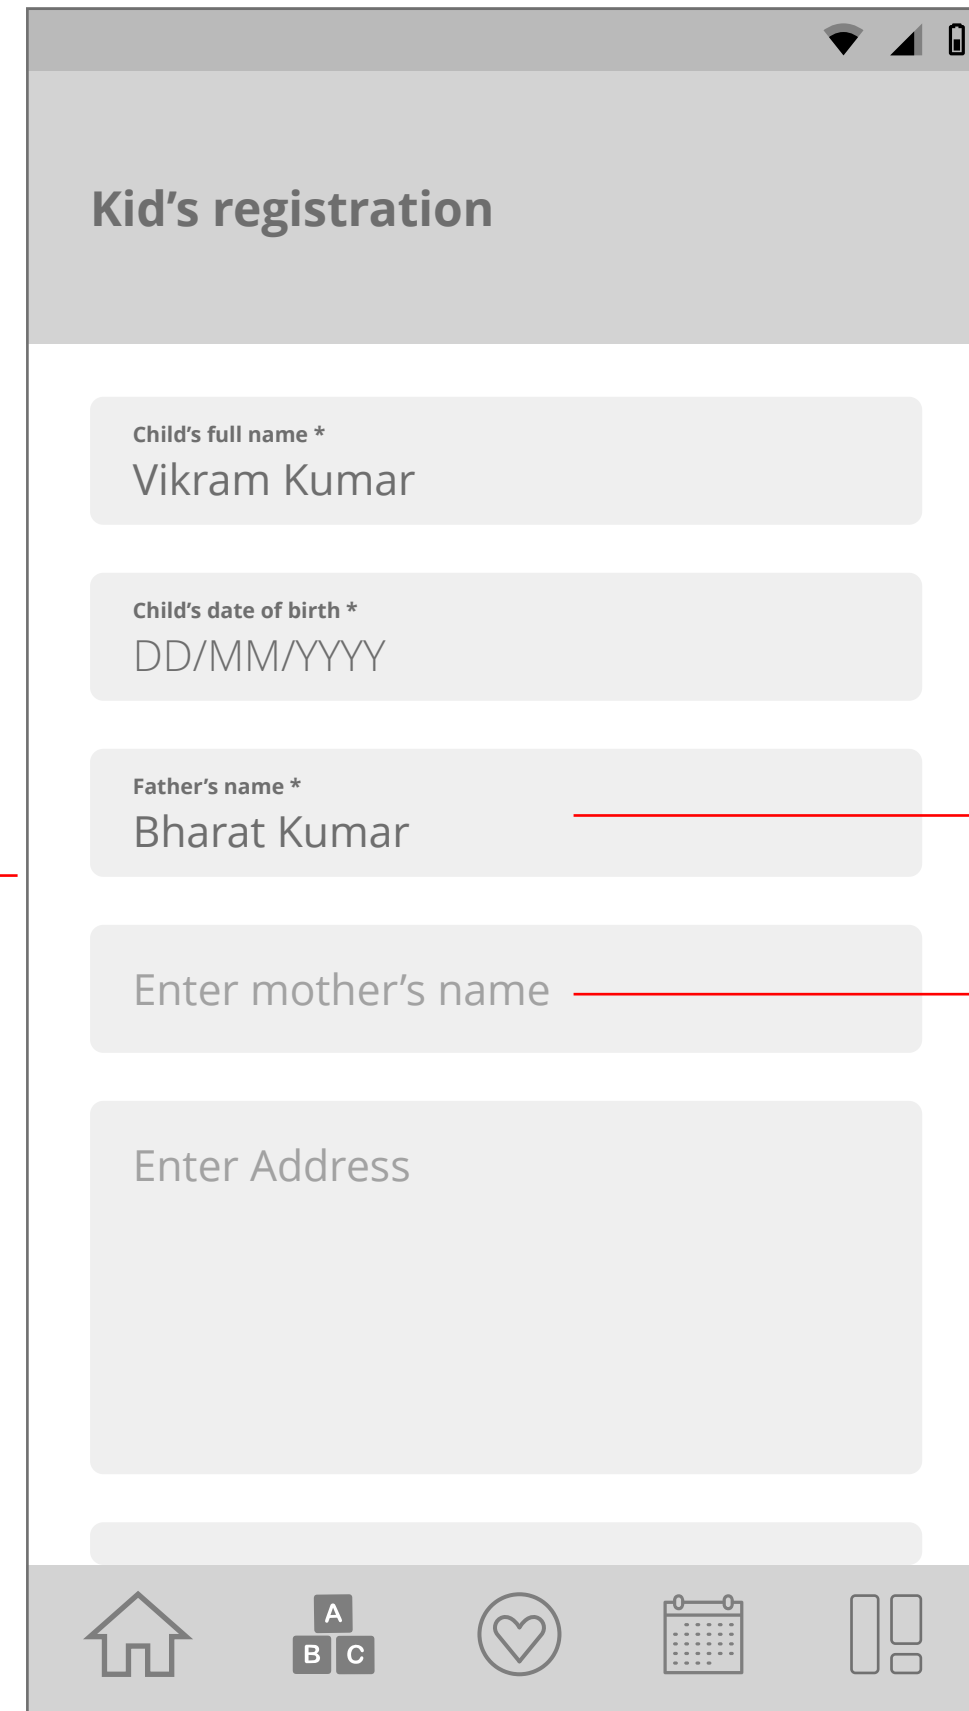 Kid’s registration
Child’s full name *
Vikram Kumar
Child’s date of birth *
DD/MM/YYYY
Father’s name *
Bharat Kumar
Enter mother’s name
Enter Address
A
B C